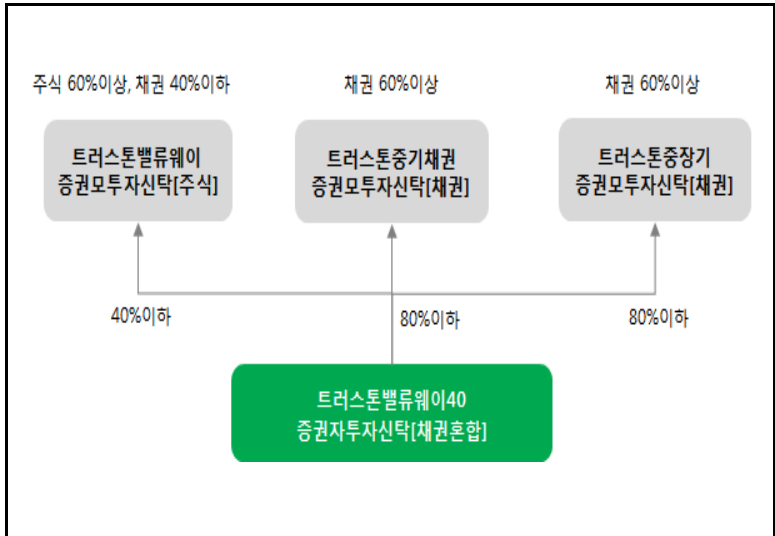 주식 60%이상, 채권 40%이하
채권 60%이상
채권 60%이상
트러스톤밸류웨이
증권모투자신탁[주식]
트러스톤중기채권
증권모투자신탁[채권]
트러스톤중장기
증권모투자신탁[채권]
40%이하
80%이하
80%이하
트러스톤밸류웨이40
증권자투자신탁[채권혼합]